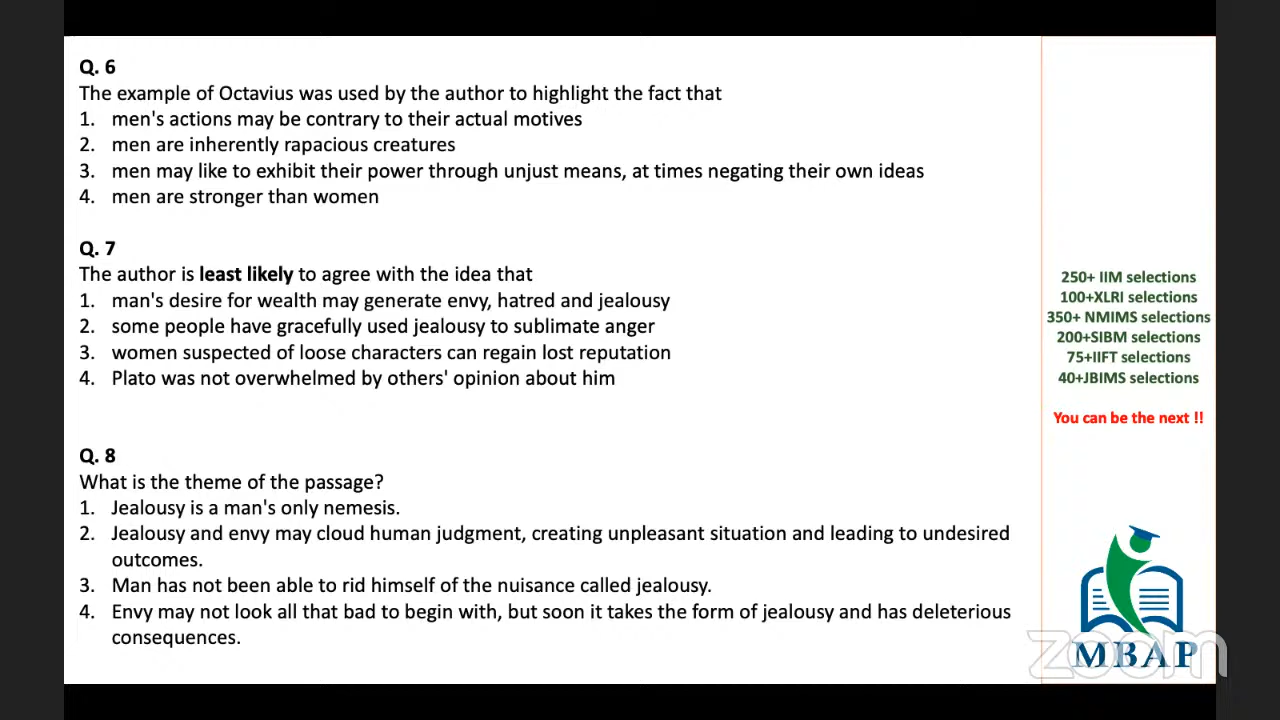 Q. 6
The example of Octavius was used by the author to highlight the fact that
1. men's actions may be contrary to their actual motives
2. men are inherently rapacious creatures
3. men may like to exhibit their power through unjust means, at times negating their own ideas
4. men are stronger than women
Q. 7
The author is least likely to agree with the idea that
1. man's desire for wealth may generate envy, hatred and jealousy
2. some people have gracefully used jealousy to sublimate anger
3. women suspected of loose characters can regain lost reputation
4. Plato was not overwhelmed by others' opinion about him
Q. 8
What is the theme of the passage?
1. Jealousy is a man's only nemesis.
2. Jealousy and envy may cloud human judgment, creating unpleasant situation and leading to undesired
outcomes.
3. Man has not been able to rid himself of the nuisance called jealousy.
4. Envy may not look all that bad to begin with, but soon it takes the form of jealousy and has deleterious
consequences.
250+ IIM selections
100+XLRI selections
350+ NMIMS selections
200+SIBM selections
75+IIFT selections
40+JBIMS selections
You can be the next !!
MBAP
zoom